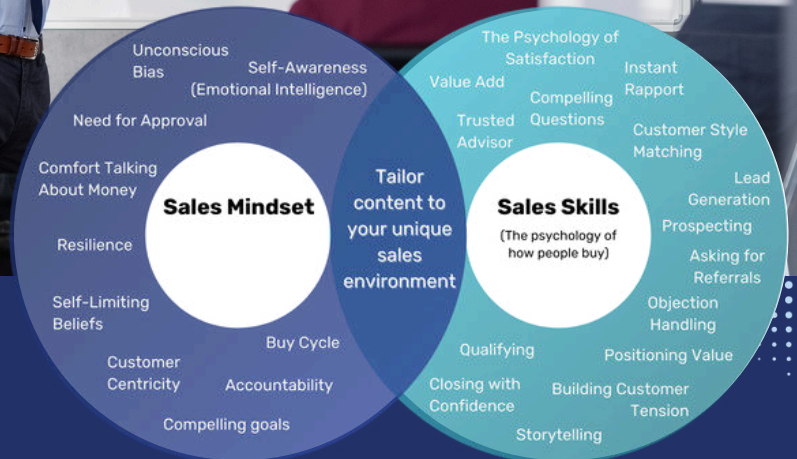 Unconscious
Bias
Self-Awareness
(Emotional Intelligence)
Need for Approval
Comfort Talking
About Money
Sales Mindset
Resilience
Self-Limiting
Beliefs
Buy Cycle
Customer
Centricity
Accountability
Compelling goals
Tailor
content to
your unique
sales
environment
The Psychology of
Satisfaction
Value Add
Instant
Rapport
Compelling
Questions
Trusted
Advisor
Customer Style
Matching
Lead
Generation
Sales Skills
(The psychology of
how people buy)
Prospecting
Asking for
Referrals
Objection
Handling
Qualifying
Positioning Value
Closing with
Confidence
Building Customer
Tension
Storytelling